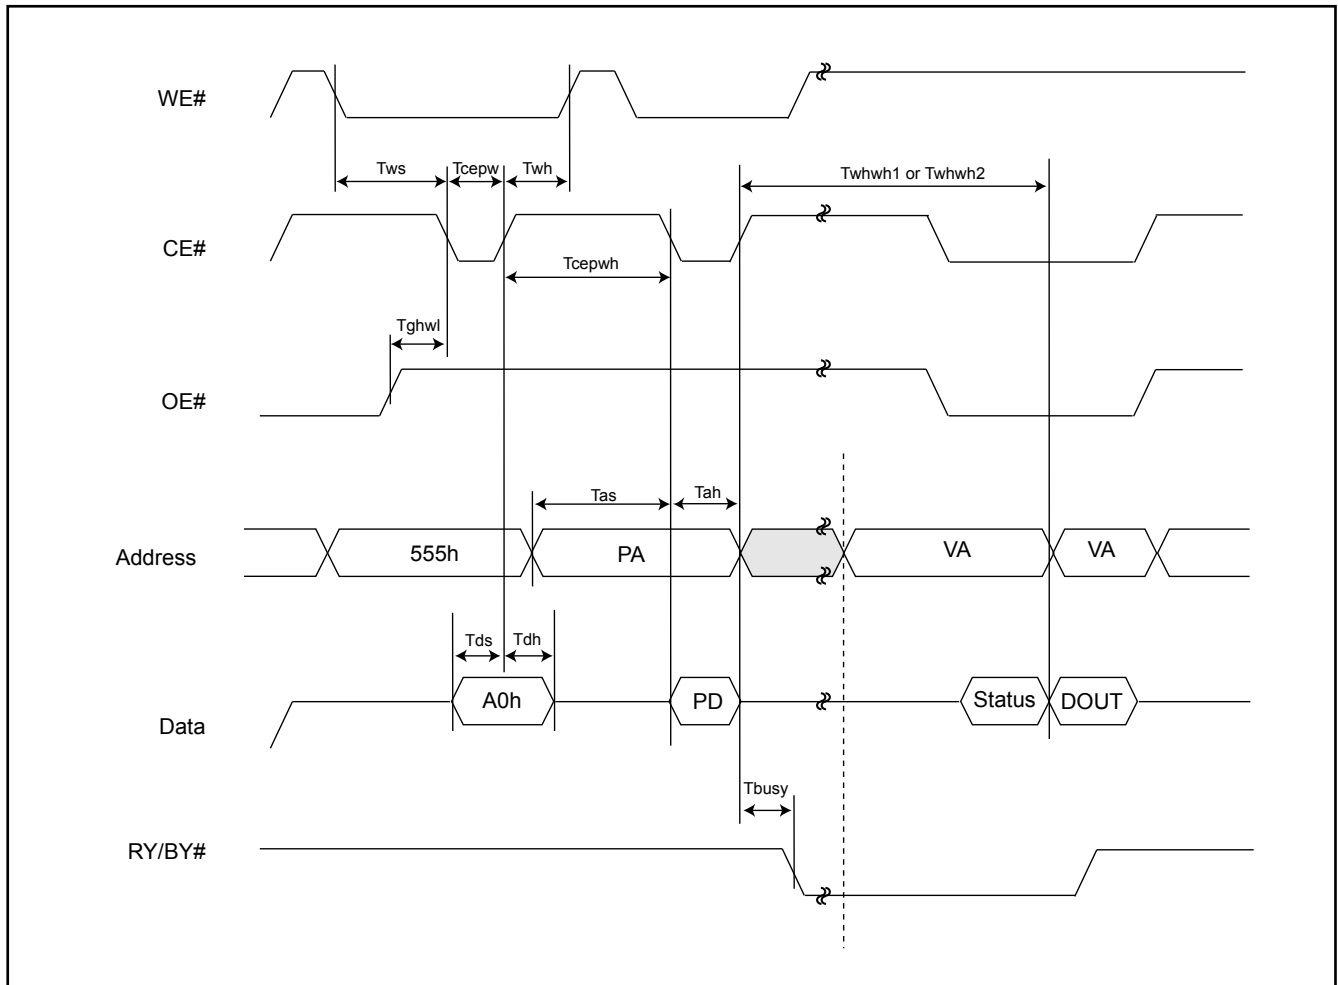 WE#
Tws Tcepw Twh
Twhwh1 or Twhwh2
CE#
Tcepwh
Tghwl
OE#
Tas Tah
Address 555h PA VA VA
Tds Tdh
Data A0h PD Status DOUT
Tbusy
RY/BY#